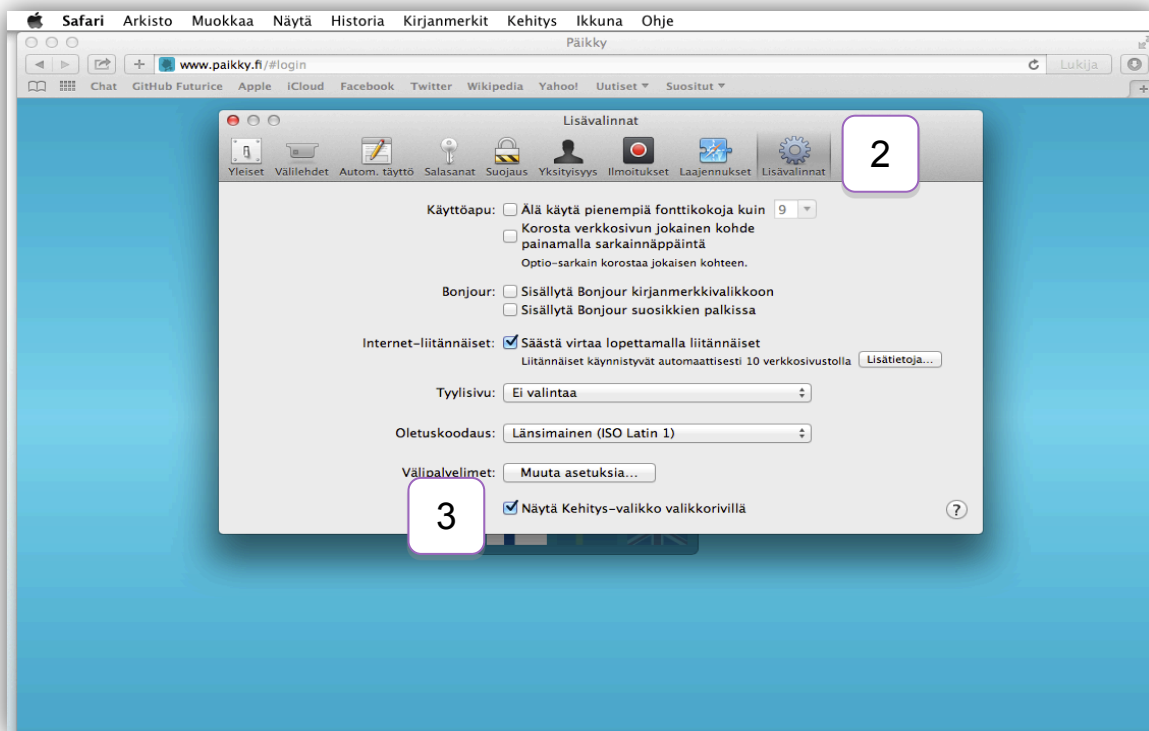 Safari Arkisto Muokkaa Näytä Historia Kirjanmerkit Kehitys Ikkuna Ohje
Päikky
www.paikky.fi/#login Lukija
Chat GitHub Futurice Apple iCloud Facebook Twitter Wikipedia Yahoo! Uutiset Suositut
Lisävalinnat
Yleiset Välilehdet Autom. täyttö Salasanat Suojaus Yksityisyys Ilmoitukset Laajennukset Lisävalinnat
2
Käyttöapu: Älä käytä pienempiä fonttikokoja kuin 9
Korosta verkkosivun jokainen kohde
painamalla sarkainnäppäintä
Optio-sarkain korostaa jokaisen kohteen.
Bonjour: Sisällytä Bonjour kirjanmerkkivalikkoon
Sisällytä Bonjour suosikkien palkissa
Internet-liitännäiset: Säästä virtaa lopettamalla liitännäiset
Liitännäiset käynnistyvät automaattisesti 10 verkkosivustolla Lisätietoja...
Tyylisivu: Ei valintaa
Oletuskoodaus: Länsimainen (ISO Latin 1)
Välipalvelimet: Muuta asetuksia...
3
Näytä Kehitys-valikko valikkorivillä ?